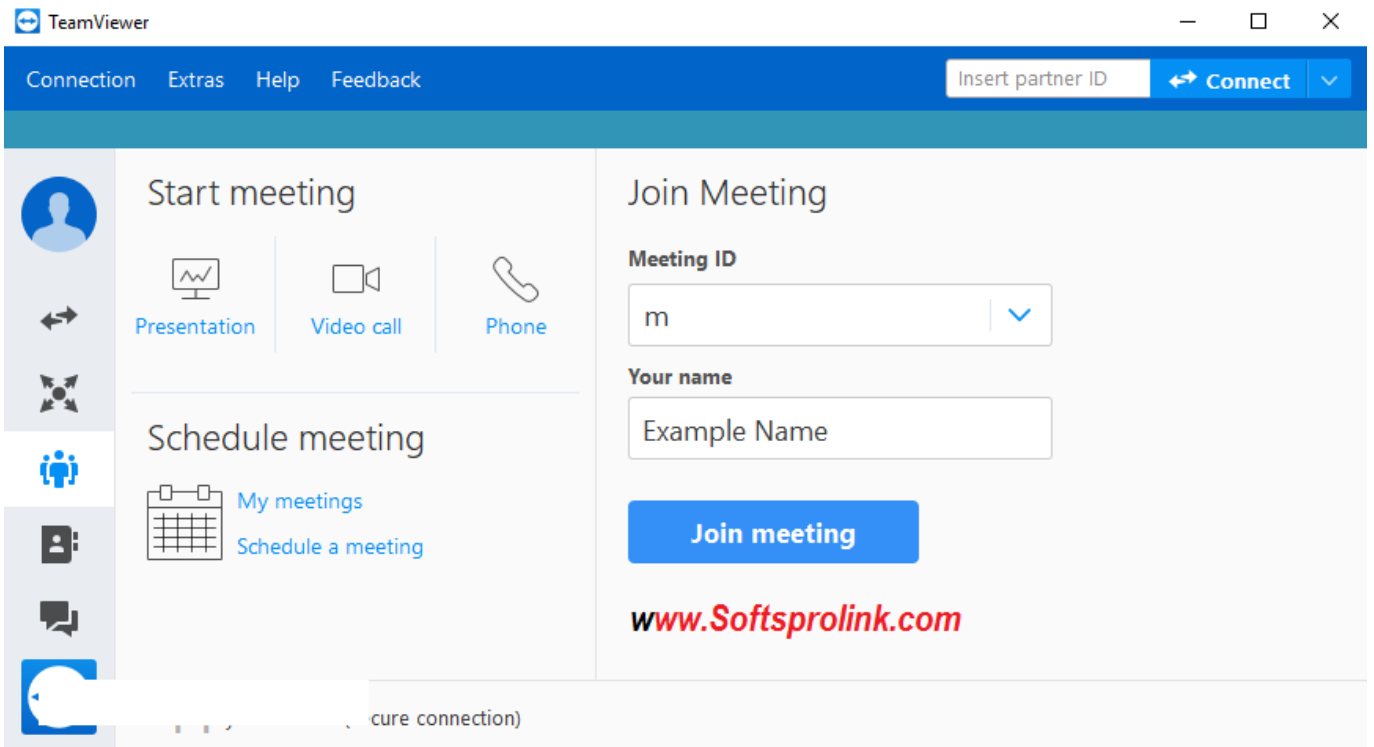 TeamViewer
Connection Extras Help Feedback
Insert partner ID
Connect
Start meeting
Presentation
Video call
Phone
Schedule meeting
My meetings
Schedule a meeting
Join Meeting
Meeting ID
m
Your name
Example Name
Join meeting
www.Softsprolink.com
connection)